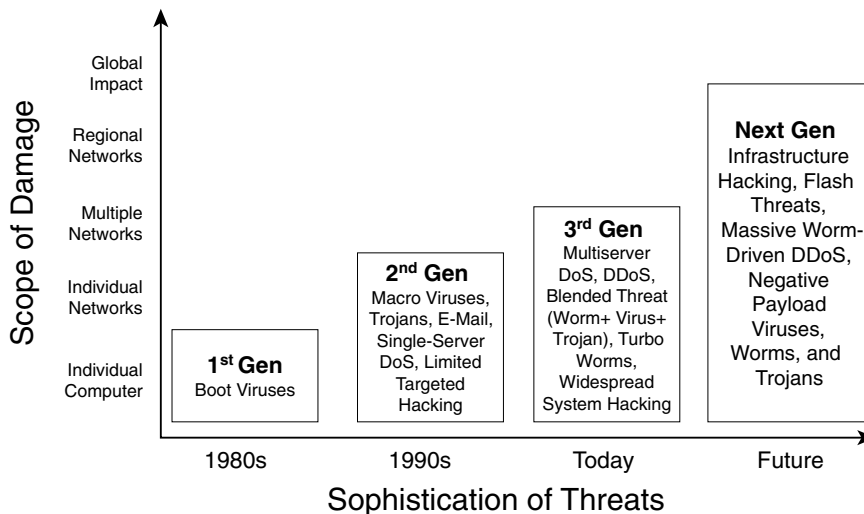 Scope of Damage
Global
Impact
Regional
Networks
Multiple
Networks
Individual
Networks
Individual
Computer
1st Gen
Boot Viruses
2nd Gen
Macro Viruses,
Trojans, E-Mail,
Single-Server
DoS, Limited
Targeted
Hacking
3rd Gen
Multiserver
DoS, DDoS,
Blended Threat
(Worm+ Virus+
Trojan), Turbo
Worms,
Widespread
System Hacking
Next Gen
Infrastructure
Hacking, Flash
Threats,
Massive Worm-
Driven DDoS,
Negative
Payload
Viruses,
Worms, and
Trojans
1980s
1990s
Today
Future
Sophistication of Threats